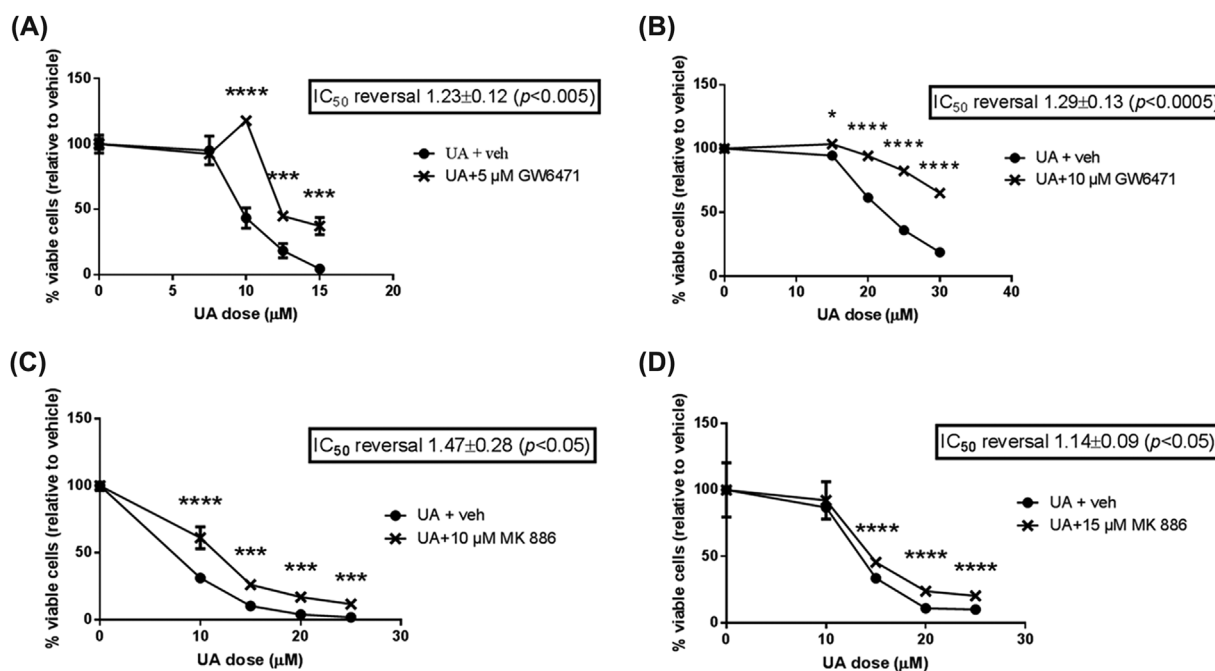 (A)
% viable cells (relative to vehicle)
150
100
50
0
0
5
10
15
20
UA dose (μM)
****
***
***
IC50 reversal 1.23±0.12 (p<0.005)
UA + veh
UA+5 μM GW6471
(B)
% viable cells (relative to vehicle)
150
100
50
0
0
10
20
30
40
UA dose (μM)
*
****
****
****
IC50 reversal 1.29±0.13 (p<0.0005)
UA + veh
UA+10 μM GW6471
(C)
% viable cells (relative to vehicle)
150
100
50
0
0
10
20
30
UA dose (μM)
****
***
***
***
IC50 reversal 1.47±0.28 (p<0.05)
UA + veh
UA+10 μM MK 886
(D)
% viable cells (relative to vehicle)
150
100
50
0
0
10
20
30
UA dose (μM)
****
****
****
IC50 reversal 1.14±0.09 (p<0.05)
UA + veh
UA+15 μM MK 886